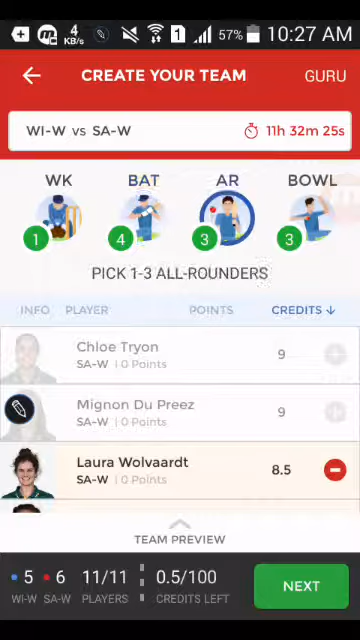 4 KB/s 1 57% 10:27 AM
CREATE YOUR TEAM GURU
WI-W vs SA-W 11h 32m 25s
WK BAT AR BOWL
1 4 3 3
PICK 1-3 ALL-ROUNDERS
INFO PLAYER POINTS CREDITS ↓
Chloe Tryon 9
SA-W | 0 Points
Mignon Du Preez 9
SA-W | 0 Points
Laura Wolvaardt 8.5
SA-W | 0 Points
TEAM PREVIEW
5 6 11/11 0.5/100 NEXT
WI-W SA-W PLAYERS CREDITS LEFT